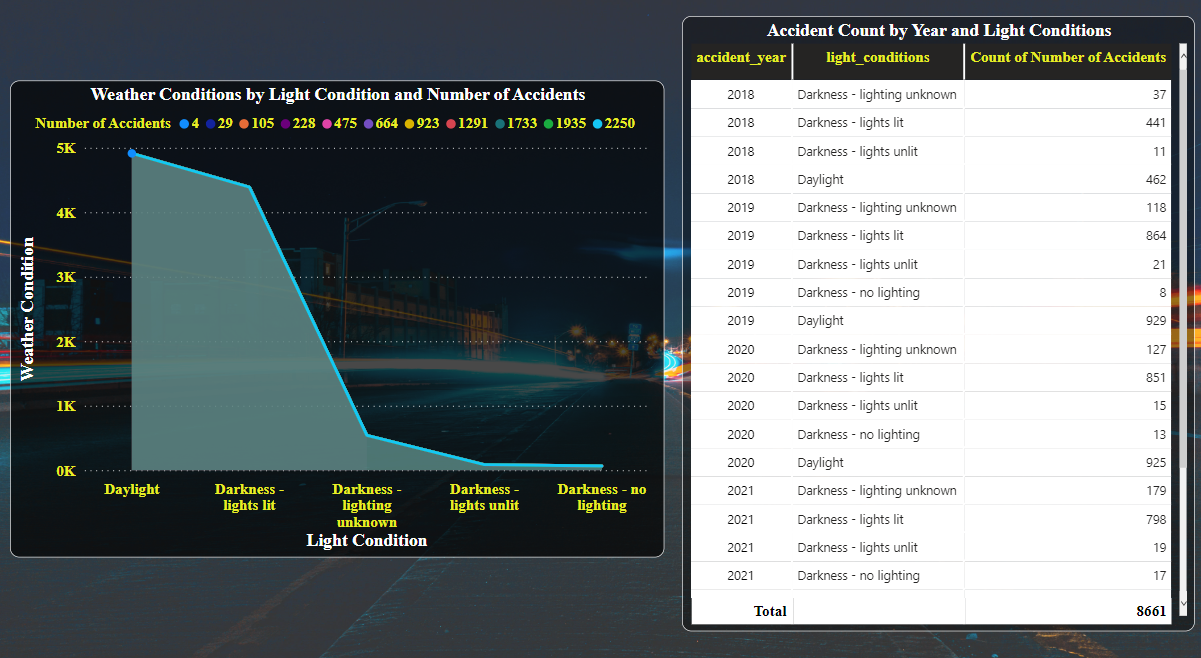 Weather Conditions by Light Condition and Number of Accidents
Number of Accidents 4 29 105 228 475 664 923 1291 1733 1935 2250
5K
4K
3K
2K
1K
0K
Weather Condition
Daylight
Darkness -
lights lit
Darkness -
lighting
unknown
Darkness -
lights unlit
Darkness - no
lighting
Light Condition
Accident Count by Year and Light Conditions
accident_year light_conditions Count of Number of Accidents
2018 Darkness - lighting unknown 37
2018 Darkness - lights lit 441
2018 Darkness - lights unlit 11
2018 Daylight 462
2019 Darkness - lighting unknown 118
2019 Darkness - lights lit 864
2019 Darkness - lights unlit 21
2019 Darkness - no lighting 8
2019 Daylight 929
2020 Darkness - lighting unknown 127
2020 Darkness - lights lit 851
2020 Darkness - lights unlit 15
2020 Darkness - no lighting 13
2020 Daylight 925
2021 Darkness - lighting unknown 179
2021 Darkness - lights lit 798
2021 Darkness - lights unlit 19
2021 Darkness - no lighting 17
Total 8661